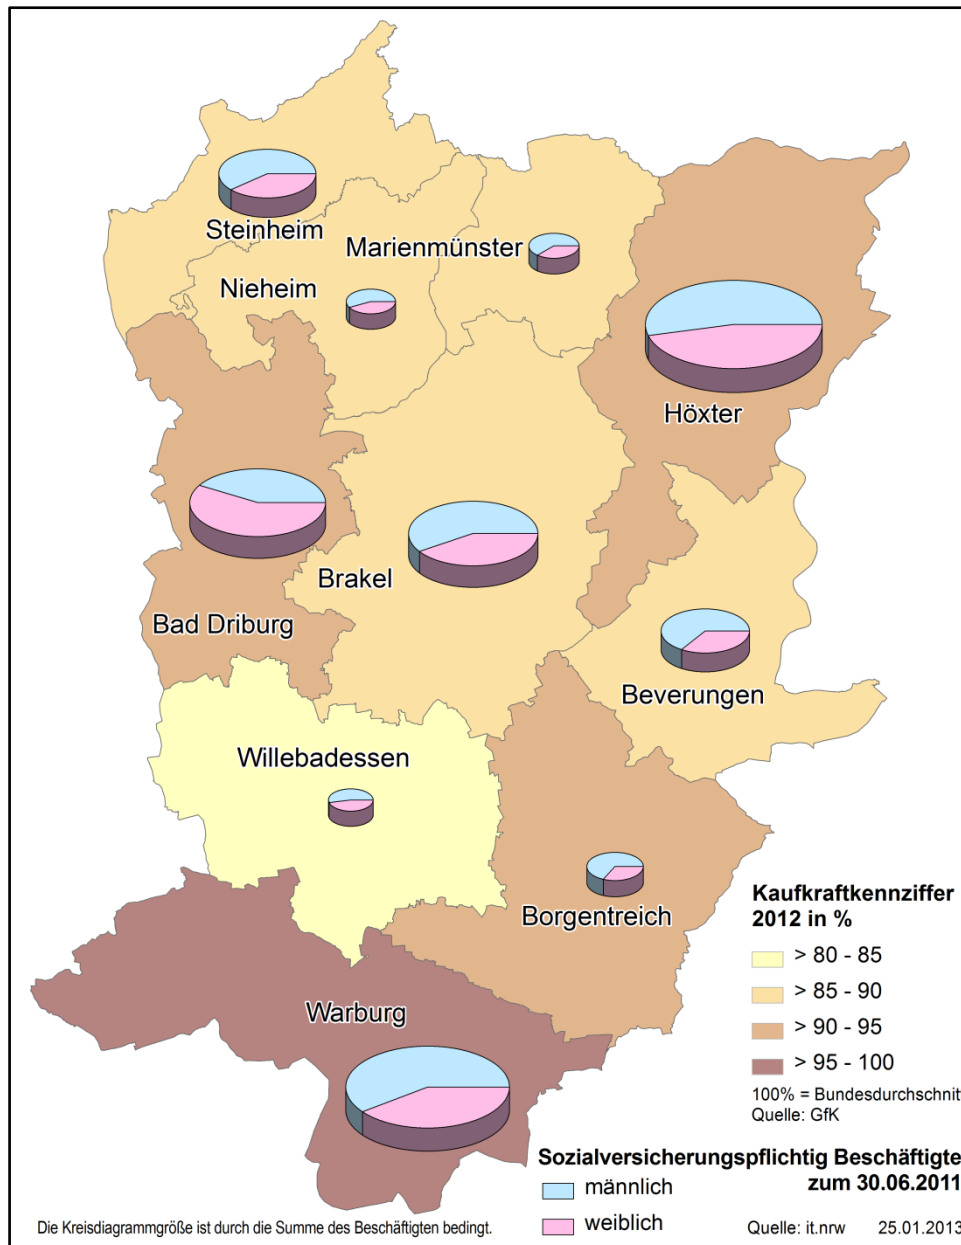 Steinheim
Marienmünster
Nieheim
Höxter
Brakel
Bad Driburg
Beverungen
Willebadessen
Borgentreich
Warburg
Kaufkraftkennziffer
2012 in %
> 80 - 85
> 85 - 90
> 90 - 95
> 95 - 100
100% = Bundesdurchschnitt
Quelle: GfK
Sozialversicherungspflichtig Beschäftigte
zum 30.06.2011
männlich
weiblich
Die Kreisdiagrammgröße ist durch die Summe des Beschäftigten bedingt.
Quelle: it.nrw 25.01.2013